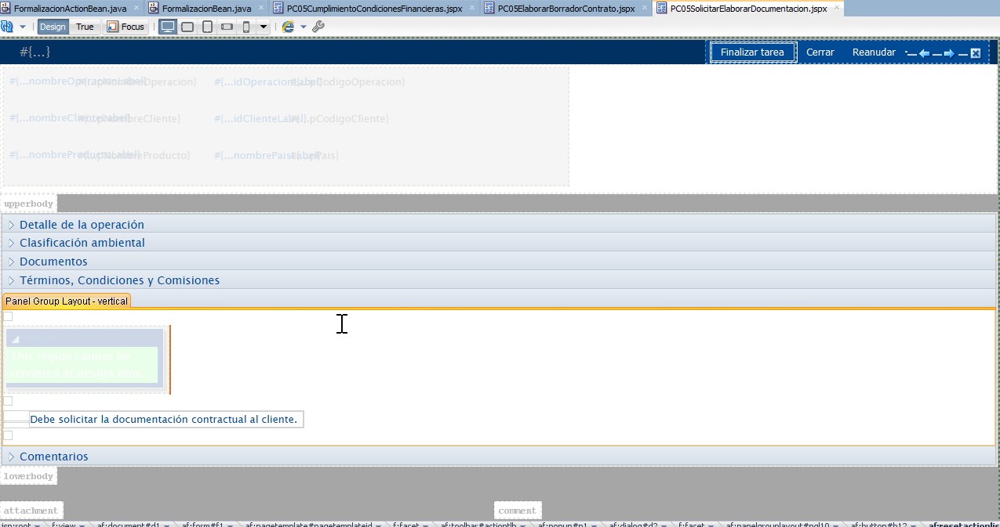 FormalizacionActionBean.java FormalizacionBean.java PC05CumplimientoCondicionesFinancieras.jspx PC05ElaborarBorradorContrato.jspx PC05SolicitarElaborarDocumentacion.jspx
Design True Focus
#{...} Finalizar tarea Cerrar Reanudar
#{...nombreOperacionLabel} #{...pNombreOperacion} #{...idOperacionLabel} #{...pCodigoOperacion}
#{...nombreClienteLabel} #{...pNombreCliente} #{...idClienteLabel} #{...pCodigoCliente}
#{...nombreProductoLabel} #{...pNombreProducto} #{...nombrePaisLabel} #{...pPais}
upperbody
Detalle de la operación
Clasificación ambiental
Documentos
Términos, Condiciones y Comisiones
Panel Group Layout - vertical
This region cannot be
rendered at design time.
Debe solicitar la documentación contractual al cliente.
Comentarios
lowerbody
attachment comment
jsp:root f:view af:document#d1 af:form#f1 af:pagetemplate#pagetemplateid f:facet af:toolbar#actiontlb af:popup#p1 af:dialog#d2 f:facet af:panelgrouplayout#pgl10 af:button#b12 af:resetactionlis